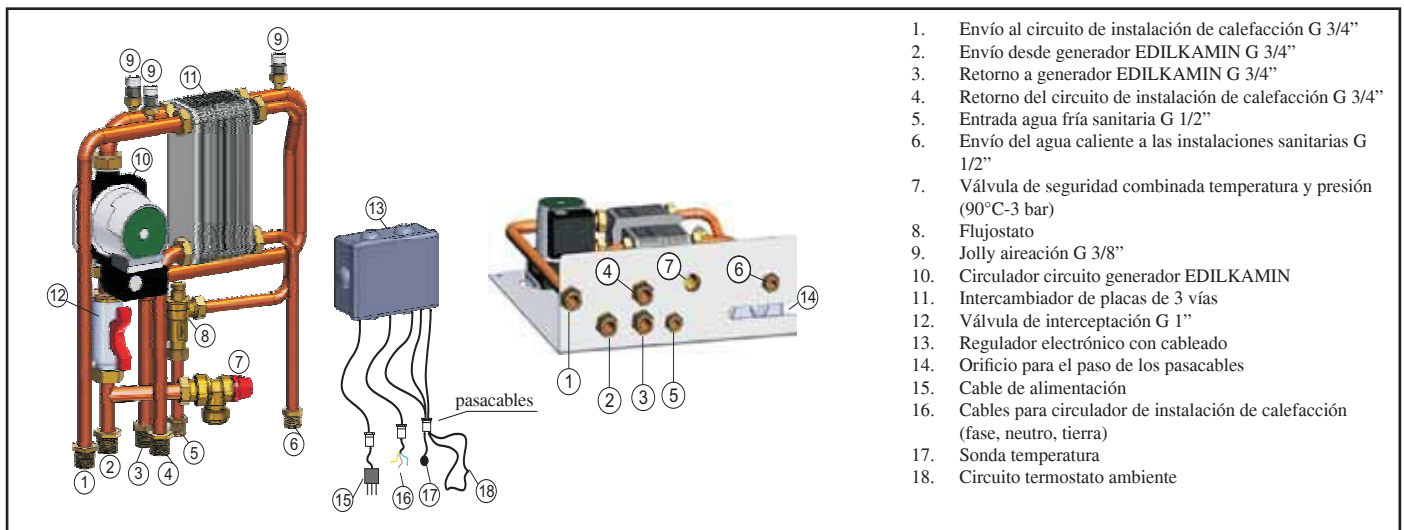 9
9
9
11
10
12
8
7
1
2
3
4
5
6
13
pasacables
15
16
17
18
4
7
6
14
1
2
3
5
1. Envío al circuito de instalación de calefacción G 3/4”
2. Envío desde generador EDILKAMIN G 3/4”
3. Retorno a generador EDILKAMIN G 3/4”
4. Retorno del circuito de instalación de calefacción G 3/4”
5. Entrada agua fría sanitaria G 1/2”
6. Envío del agua caliente a las instalaciones sanitarias G
1/2”
7. Válvula de seguridad combinada temperatura y presión
(90°C-3 bar)
8. Flujostato
9. Jolly aireación G 3/8”
10. Circulador circuito generador EDILKAMIN
11. Intercambiador de placas de 3 vías
12. Válvula de interceptación G 1”
13. Regulador electrónico con cableado
14. Orificio para el paso de los pasacables
15. Cable de alimentación
16. Cables para circulador de instalación de calefacción
(fase, neutro, tierra)
17. Sonda temperatura
18. Circuito termostato ambiente